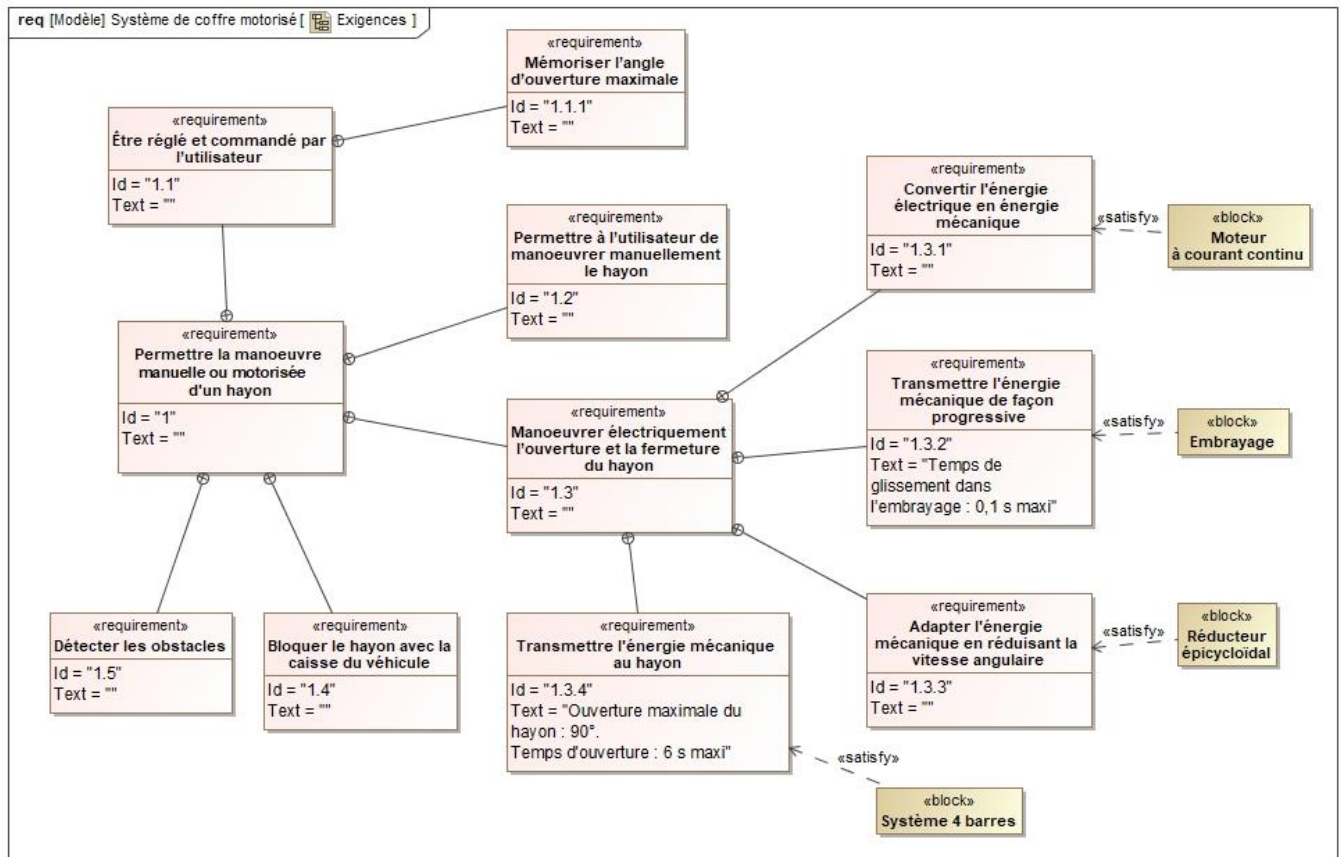 req [Modèle] Système de coffre motorisé [ Exigences ]
«requirement»
Mémoriser l'angle
d'ouverture maximale
Id = "1.1.1"
Text = ""
«requirement»
Être réglé et commandé par
l'utilisateur
Id = "1.1"
Text = ""
«requirement»
Permettre à l'utilisateur de
manoeuvrer manuellement
le hayon
Id = "1.2"
Text = ""
«requirement»
Convertir l'énergie
électrique en énergie
mécanique
Id = "1.3.1"
Text = ""
«satisfy»
«block»
Moteur
à courant continu
«requirement»
Permettre la manoeuvre
manuelle ou motorisée
d'un hayon
Id = "1"
Text = ""
«requirement»
Manoeuvrer électriquement
l'ouverture et la fermeture
du hayon
Id = "1.3"
Text = ""
«requirement»
Transmettre l'énergie
mécanique de façon
progressive
Id = "1.3.2"
Text = "Temps de
glissement dans
l'embrayage : 0,1 s maxi"
«satisfy»
«block»
Embrayage
«requirement»
Détecter les obstacles
Id = "1.5"
Text = ""
«requirement»
Bloquer le hayon avec la
caisse du véhicule
Id = "1.4"
Text = ""
«requirement»
Transmettre l'énergie mécanique
au hayon
Id = "1.3.4"
Text = "Ouverture maximale du
hayon : 90°.
Temps d'ouverture : 6 s maxi"
«requirement»
Adapter l'énergie
mécanique en réduisant la
vitesse angulaire
Id = "1.3.3"
Text = ""
«satisfy»
«block»
Réducteur
épicycloïdal
«satisfy»
«block»
Système 4 barres